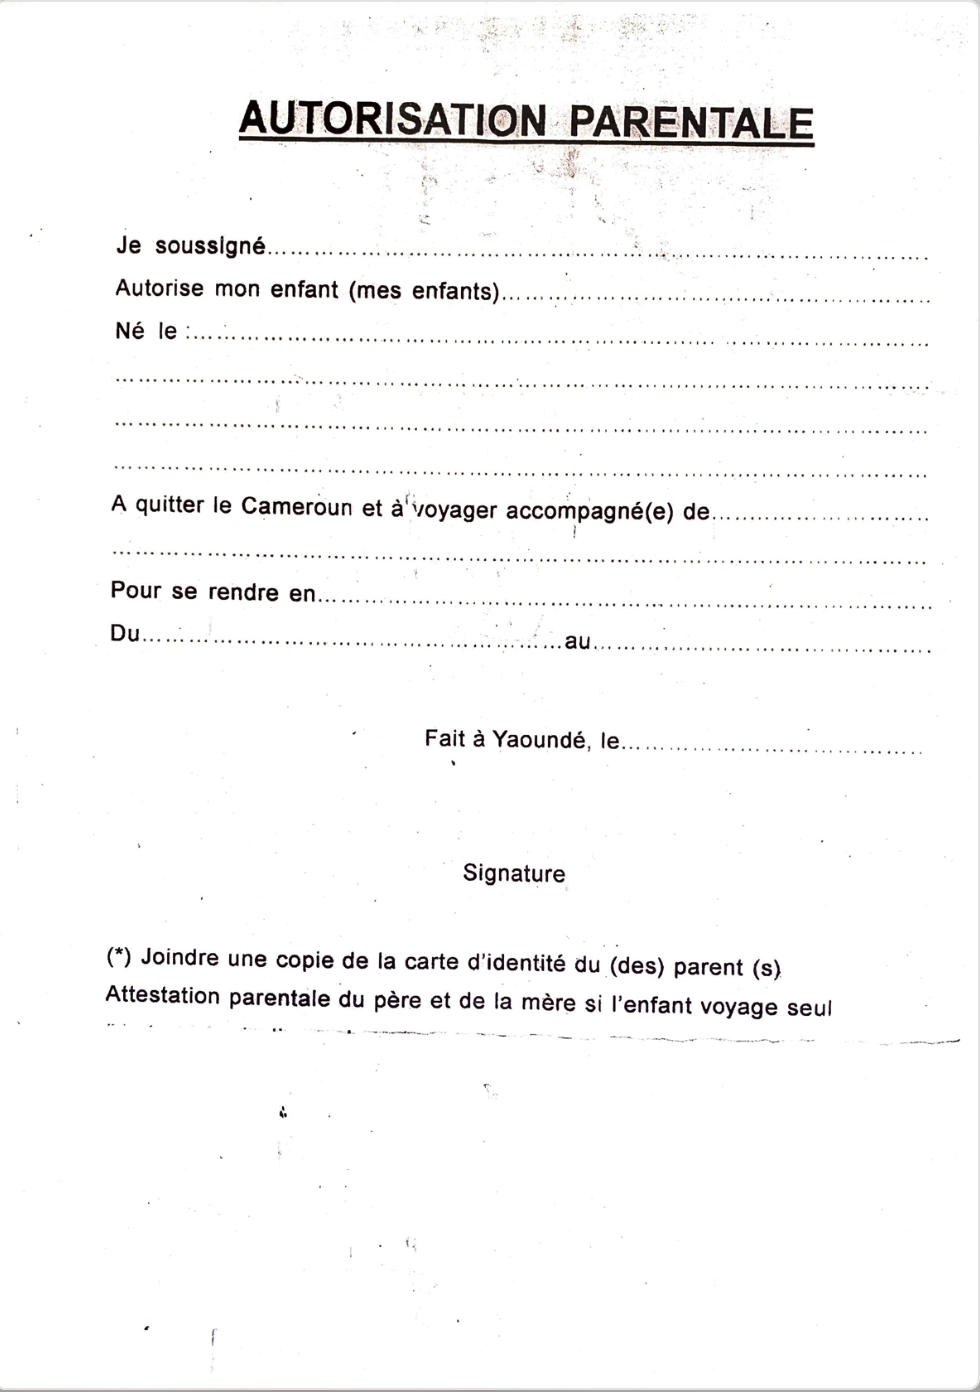 AUTORISATION PARENTALE
Je soussigné........................................................................
Autorise mon enfant (mes enfants)........................................................
Né le :........................................................................
........................................................................
........................................................................
........................................................................
A quitter le Cameroun et à voyager accompagné(e) de..............................
........................................................................
Pour se rendre en........................................................................
Du................................................au........................................
Fait à Yaoundé, le........................................
Signature
(*) Joindre une copie de la carte d'identité du (des) parent (s)
Attestation parentale du père et de la mère si l'enfant voyage seul